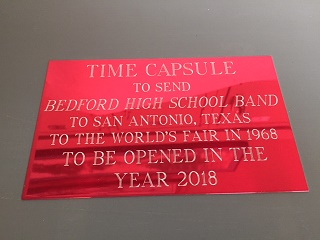 TIME CAPSULE
TO SEND
BEDFORD HIGH SCHOOL BAND
TO SAN ANTONIO, TEXAS
TO THE WORLD'S FAIR IN 1968
TO BE OPENED IN THE
YEAR 2018